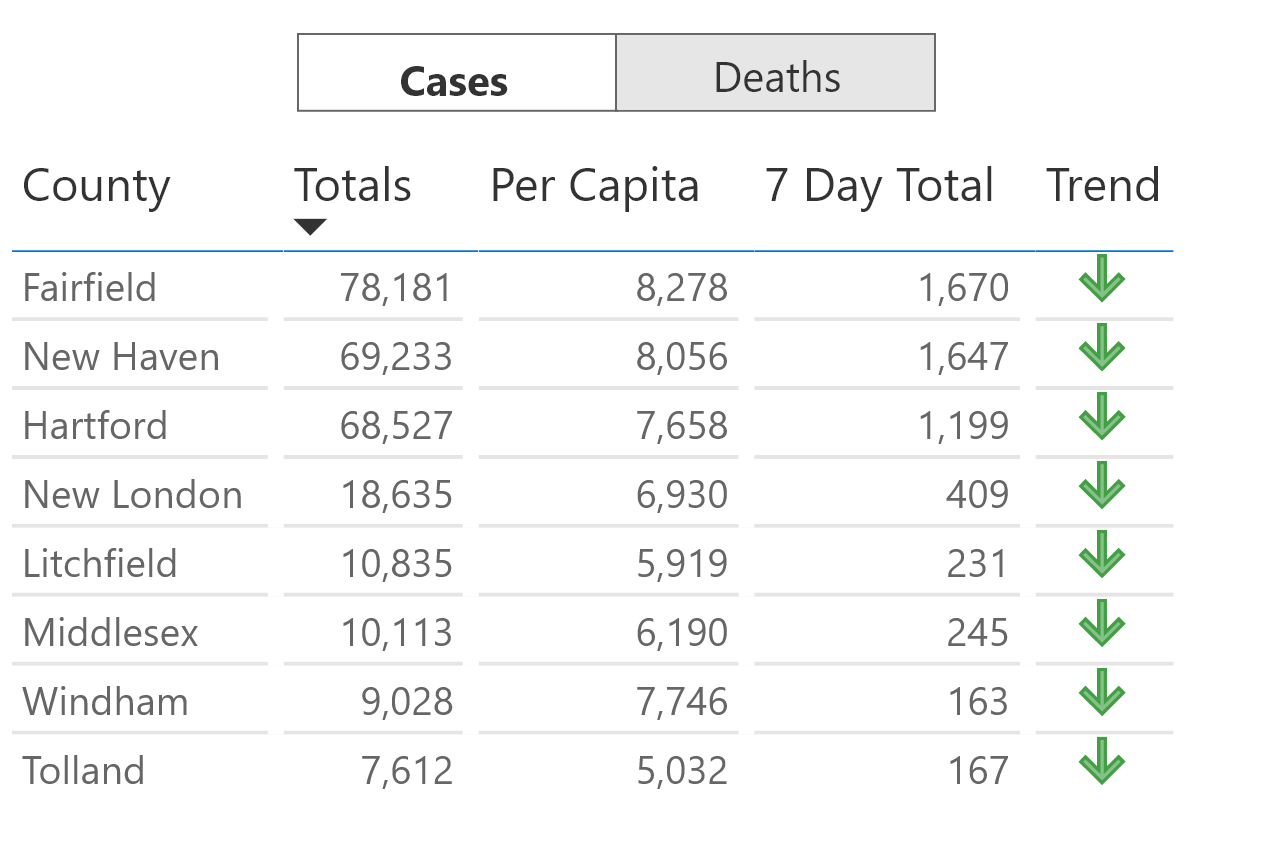 Cases Deaths
County Totals Per Capita 7 Day Total Trend
Fairfield 78,181 8,278 1,670
New Haven 69,233 8,056 1,647
Hartford 68,527 7,658 1,199
New London 18,635 6,930 409
Litchfield 10,835 5,919 231
Middlesex 10,113 6,190 245
Windham 9,028 7,746 163
Tolland 7,612 5,032 167